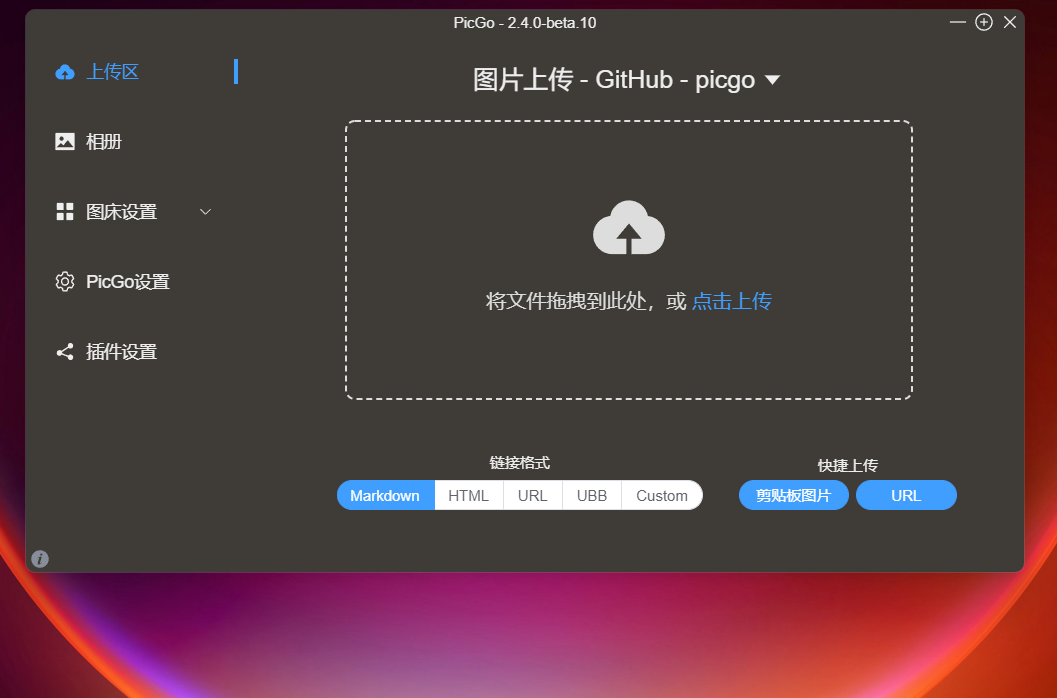 PicGo - 2.4.0-beta.10
上传区
相册
图床设置
PicGo设置
插件设置
图片上传 - GitHub - picgo
将文件拖拽到此处，或 点击上传
链接格式
Markdown HTML URL UBB Custom
快捷上传
剪贴板图片 URL
i